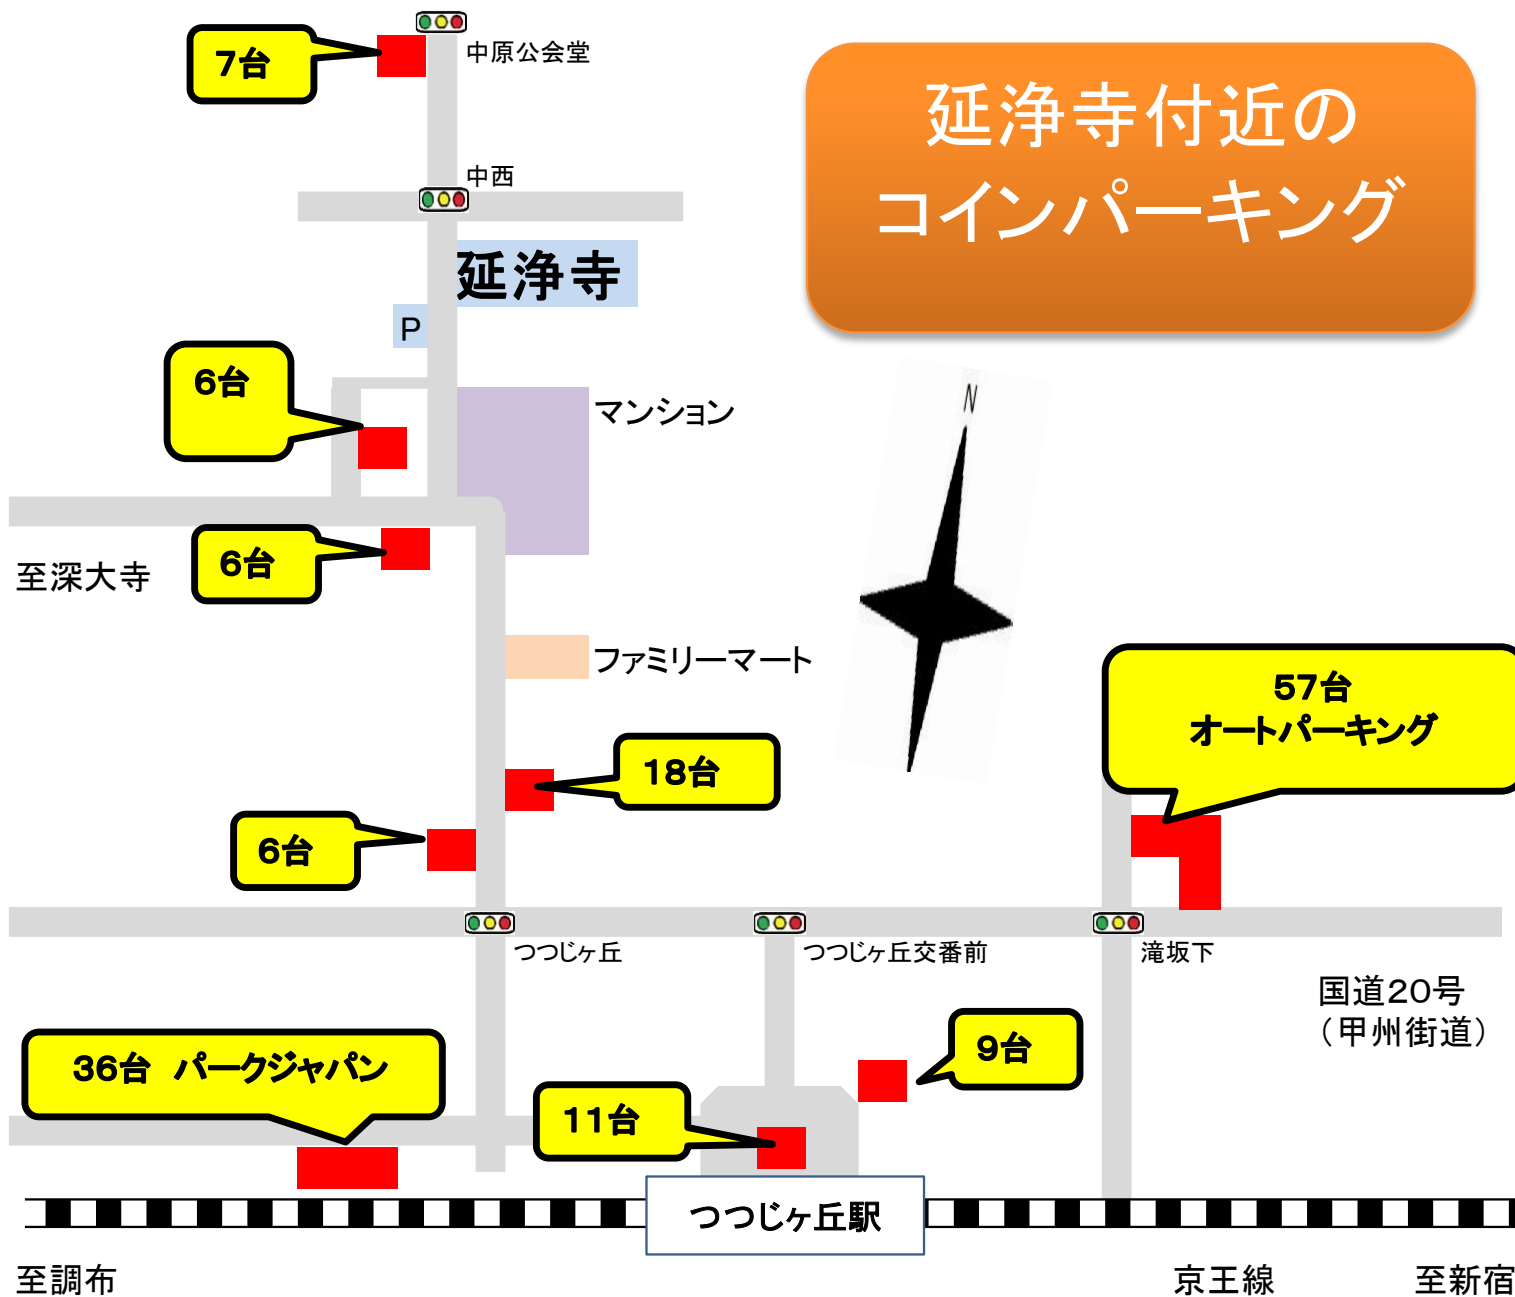 延浄寺付近の
コインパーキング
7台
中原公会堂
中西
延浄寺
P
6台
マンション
N
6台
至深大寺
ファミリーマート
57台
オートパーキング
18台
6台
つつじヶ丘
つつじヶ丘交番前
滝坂下
国道20号
（甲州街道）
36台 パークジャパン
9台
11台
つつじヶ丘駅
至調布
京王線
至新宿